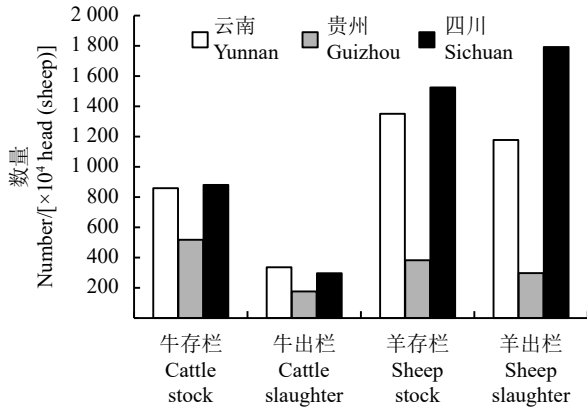 数量
Number/[×10⁴ head (sheep)]
2 000
1 800
1 600
1 400
1 200
1 000
800
600
400
200
云南
Yunnan
贵州
Guizhou
四川
Sichuan
牛存栏
Cattle
stock
牛出栏
Cattle
slaughter
羊存栏
Sheep
stock
羊出栏
Sheep
slaughter